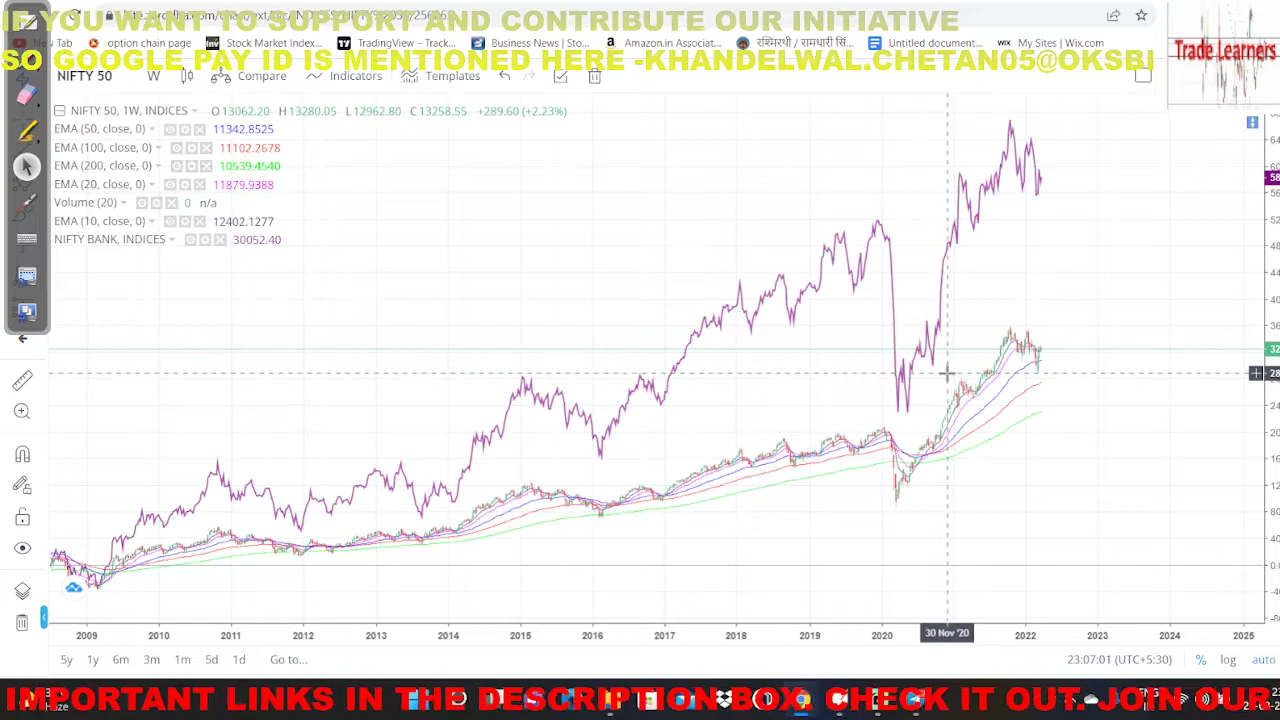 IF YOU WANT TO SUPPORT AND CONTRIBUTE OUR INITIATIVE
New Tab option chain page Stock Market Index... TradingView – Track... Business News | Sto... Amazon.in Associat... रश्मिरथी / रामधारी सिं... Untitled document... My Sites | Wix.com
SO GOOGLE PAY ID IS MENTIONED HERE -KHANDELWAL.CHETAN05@OKSBI
Trade Learners
NIFTY 50 W Compare Indicators Templates
NIFTY 50, 1W, INDICES O13062.20 H13280.05 L12962.80 C13258.55 +289.60 (+2.23%)
EMA (50, close, 0) 11342.8525
EMA (100, close, 0) 11102.2678
EMA (200, close, 0) 10539.4540
EMA (20, close, 0) 11879.9388
Volume (20) 0 n/a
EMA (10, close, 0) 12402.1277
NIFTY BANK, INDICES 30052.40
2009 2010 2011 2012 2013 2014 2015 2016 2017 2018 2019 2020 30 Nov '20 2022 2023 2024 2025
5y 1y 6m 3m 1m 5d 1d Go to... 23:07:01 (UTC+5:30) % log auto
IMPORTANT LINKS IN THE DESCRIPTION BOX. CHECK IT OUT. JOIN OUR